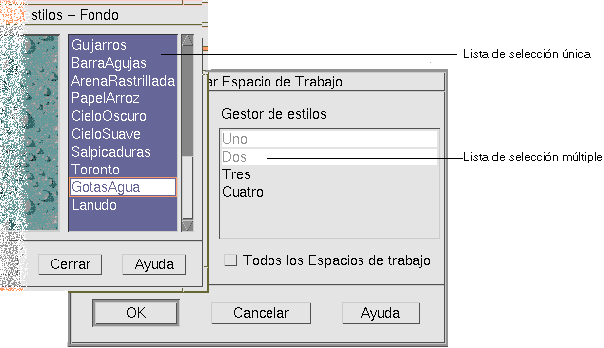 stilos – Fondo
Gujarros
BarraAgujas
ArenaRastrillada
PapelArroz
CieloOscuro
CieloSuave
Salpicaduras
Toronto
GotasAgua
Lanudo
Cerrar
Ayuda
Lista de selección única
ar Espacio de Trabajo
Gestor de estilos
Uno
Dos
Tres
Cuatro
Lista de selección múltiple
Todos los Espacios de trabajo
OK
Cancelar
Ayuda